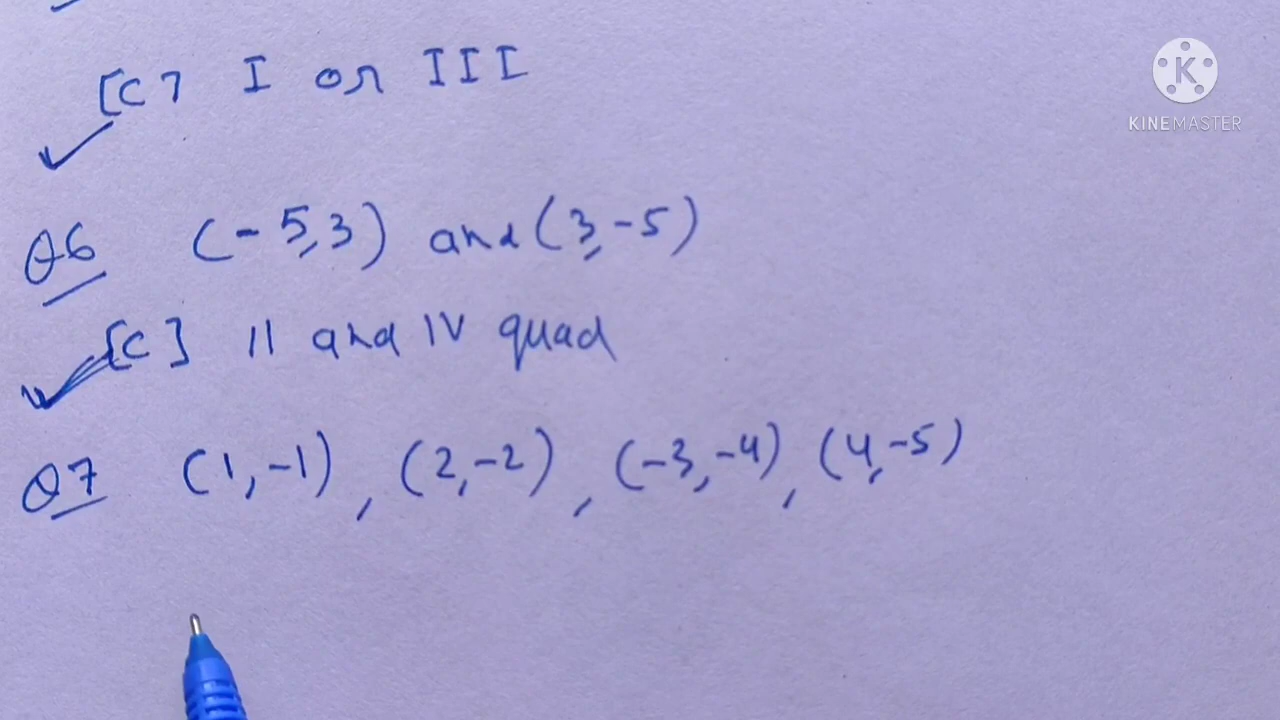 [C] I or III
KINEMASTER
Q6 (-5,3) and (3,-5)
[C] II and IV quad
Q7 (1,-1), (2,-2), (-3,-4), (4,-5)